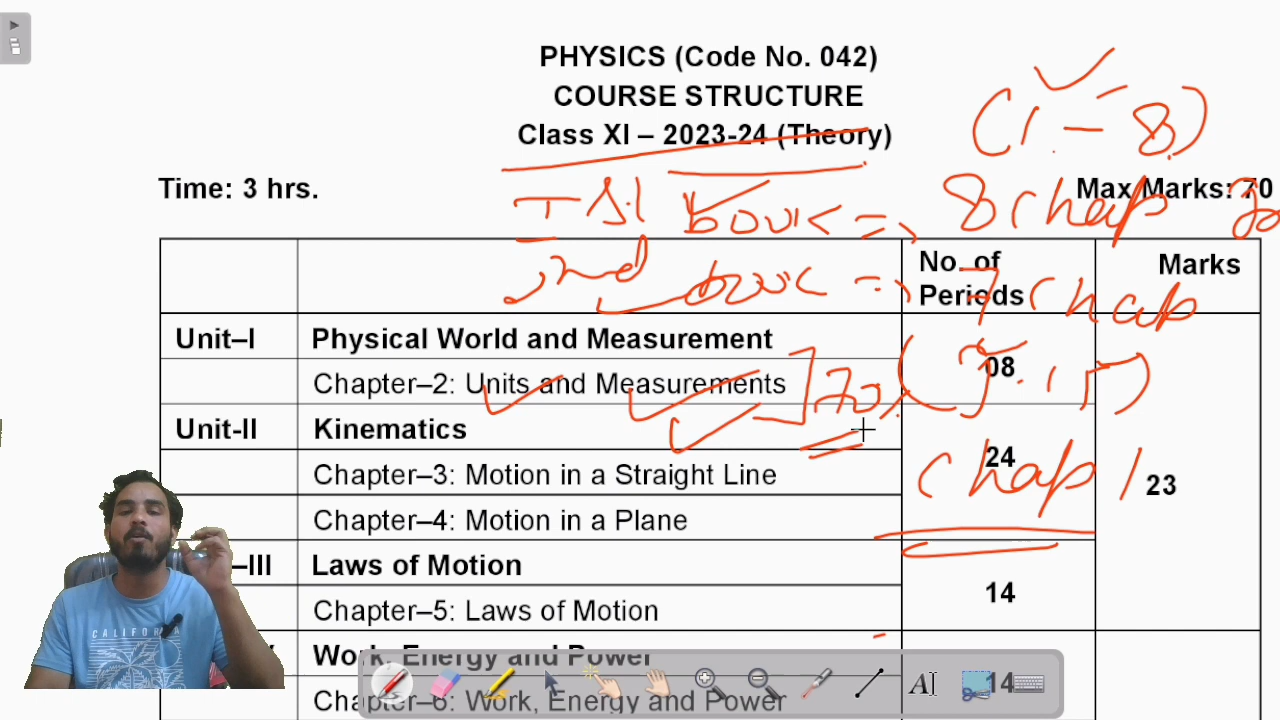 PHYSICS (Code No. 042)
COURSE STRUCTURE
Class XI – 2023-24 (Theory)
(1 – 8)
Time: 3 hrs.
Max Marks: 70
1st book => 8 chap
2nd book => 7 chap
No. of Periods
Marks
Unit–I Physical World and Measurement
08
Chapter–2: Units and Measurements
70
15)
Unit-II Kinematics
24
Chapter–3: Motion in a Straight Line
chap
23
Chapter–4: Motion in a Plane
–III Laws of Motion
14
Chapter–5: Laws of Motion
CALIFOR
Work, Energy and Power
14
Chapter–6: Work, Energy and Power